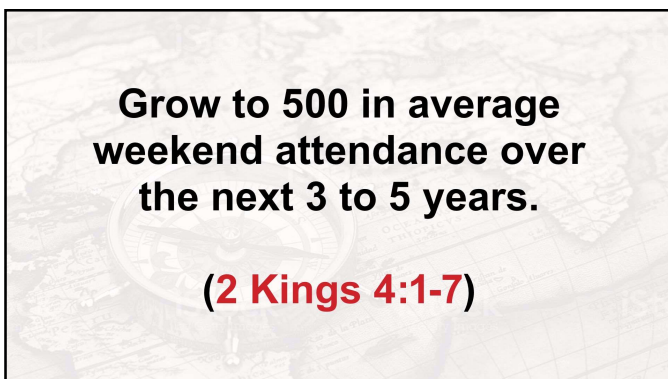 Grow to 500 in average
weekend attendance over
the next 3 to 5 years.
(2 Kings 4:1-7)